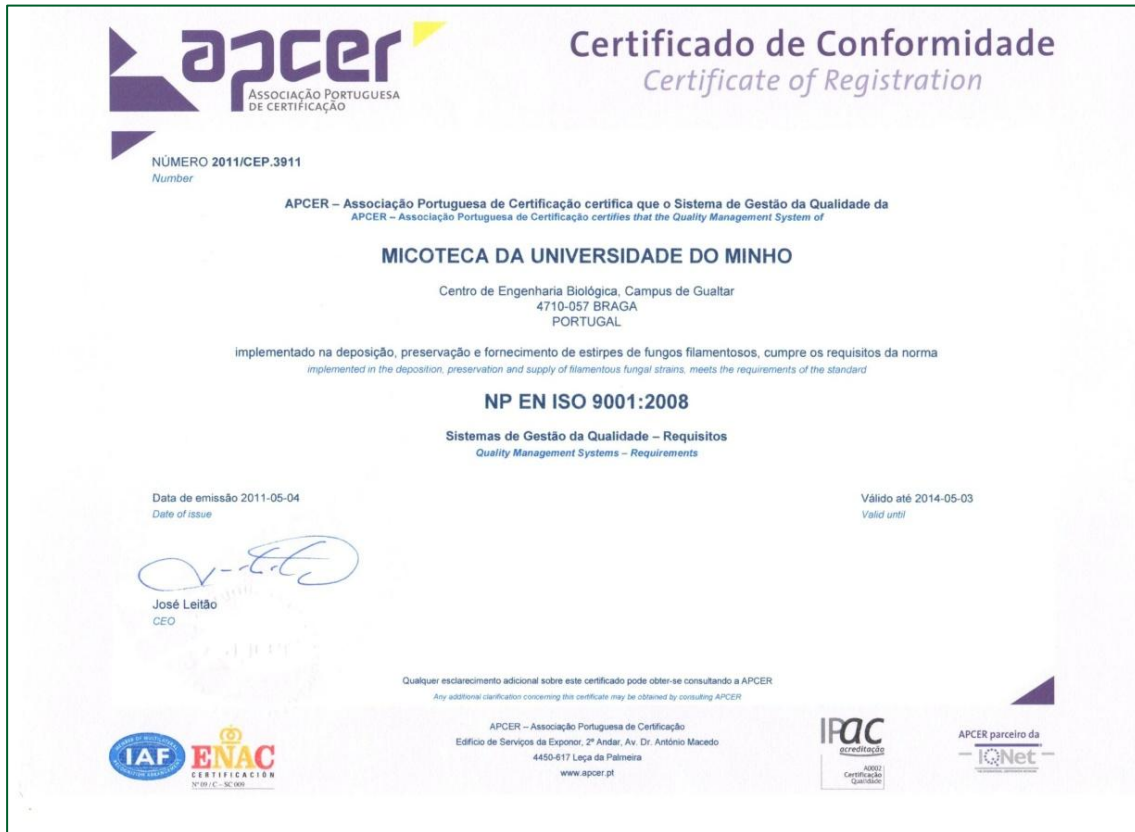 apcer
ASSOCIAÇÃO PORTUGUESA
DE CERTIFICAÇÃO
Certificado de Conformidade
Certificate of Registration
NÚMERO 2011/CEP.3911
Number
APCER – Associação Portuguesa de Certificação certifica que o Sistema de Gestão da Qualidade da
APCER – Associação Portuguesa de Certificação certifies that the Quality Management System of
MICOTECA DA UNIVERSIDADE DO MINHO
Centro de Engenharia Biológica, Campus de Gualtar
4710-057 BRAGA
PORTUGAL
implementado na deposição, preservação e fornecimento de estirpes de fungos filamentosos, cumpre os requisitos da norma
implemented in the deposition, preservation and supply of filamentous fungal strains, meets the requirements of the standard
NP EN ISO 9001:2008
Sistemas de Gestão da Qualidade – Requisitos
Quality Management Systems – Requirements
Data de emissão 2011-05-04
Date of issue
Válido até 2014-05-03
Valid until
José Leitão
CEO
Qualquer esclarecimento adicional sobre este certificado pode obter-se consultando a APCER
Any additional clarification concerning this certificate may be obtained by consulting APCER
IAF
ENAC
CERTIFICACIÓN
Nº 09 / C – SC 009
APCER – Associação Portuguesa de Certificação
Edifício de Serviços da Exponor, 2º Andar, Av. Dr. António Macedo
4450-617 Leça da Palmeira
www.apcer.pt
IPAC
acreditação
A0002
Certificação
Qualidade
APCER parceiro da
IQNet